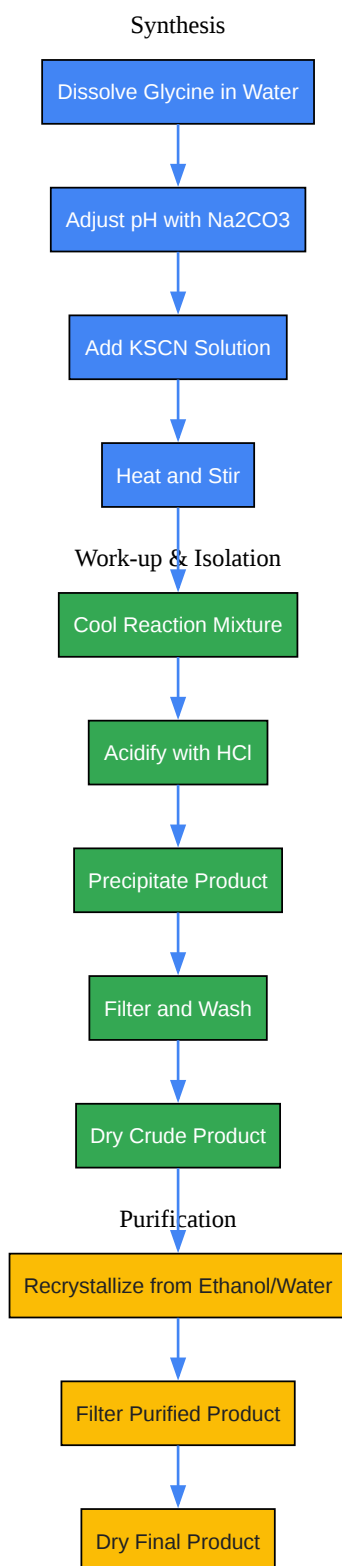 Synthesis
Dissolve Glycine in Water
Adjust pH with Na2CO3
Add KSCN Solution
Heat and Stir
Work-up & Isolation
Cool Reaction Mixture
Acidify with HCl
Precipitate Product
Filter and Wash
Dry Crude Product
Purification
Recrystallize from Ethanol/Water
Filter Purified Product
Dry Final Product